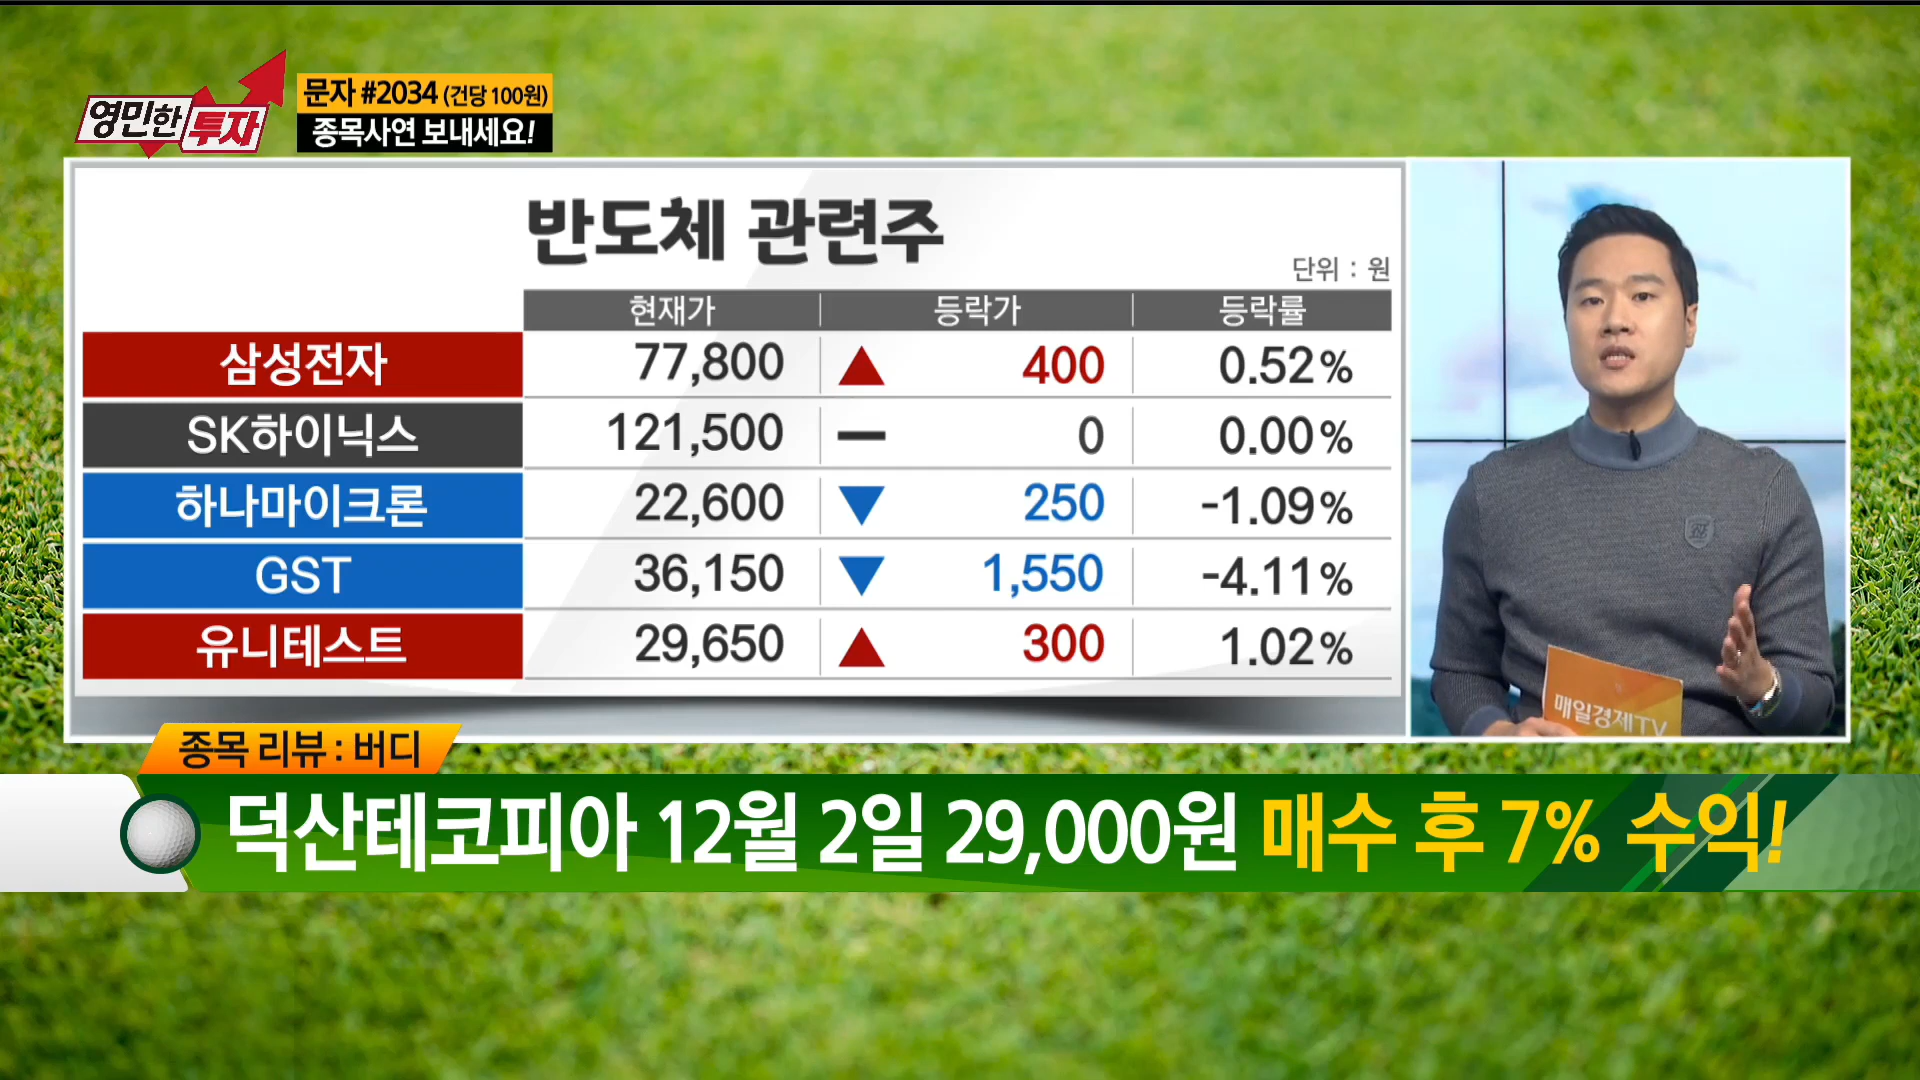 영민한 투자
문자 #2034 (건당 100원)
종목사연 보내세요!
반도체 관련주
단위 : 원
현재가 등락가 등락률
삼성전자 77,800 ▲ 400 0.52%
SK하이닉스 121,500 — 0 0.00%
하나마이크론 22,600 ▼ 250 -1.09%
GST 36,150 ▼ 1,550 -4.11%
유니테스트 29,650 ▲ 300 1.02%
매일경제TV
종목 리뷰 : 버디
덕산테코피아 12월 2일 29,000원 매수 후 7% 수익!